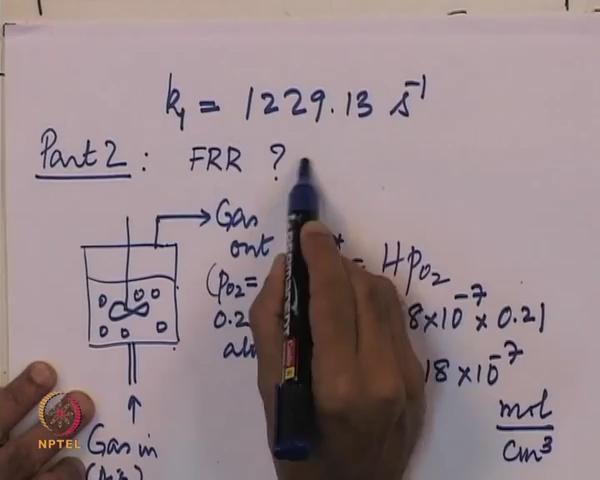 k1 = 1229.13 s⁻¹
Part 2 : FRR ?
Gas
out
= HpO2
(pO2=
0.2
8×10⁻⁷ × 0.21
18 ×10⁻⁷
mol
cm³
Gas in
NPTEL